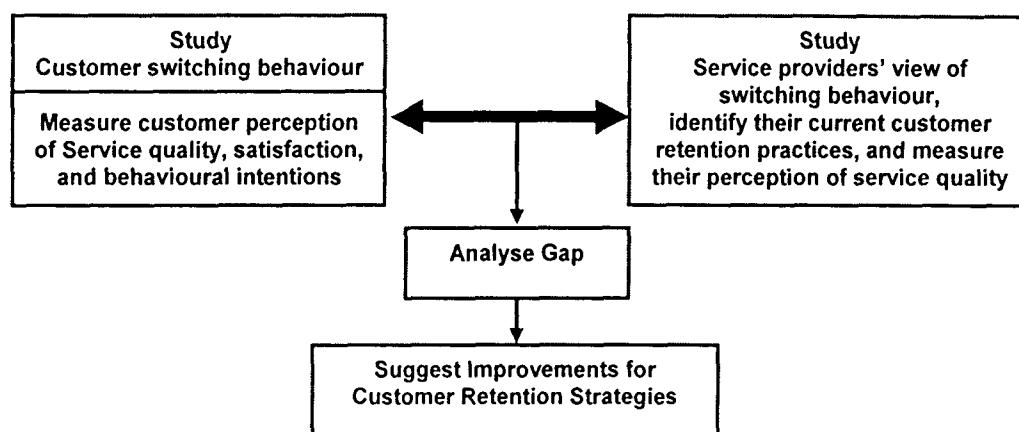 Study
Customer switching behaviour
Measure customer perception
of Service quality, satisfaction,
and behavioural intentions
Study
Service providers' view of
switching behaviour,
identify their current customer
retention practices, and measure
their perception of service quality
Analyse Gap
Suggest Improvements for
Customer Retention Strategies